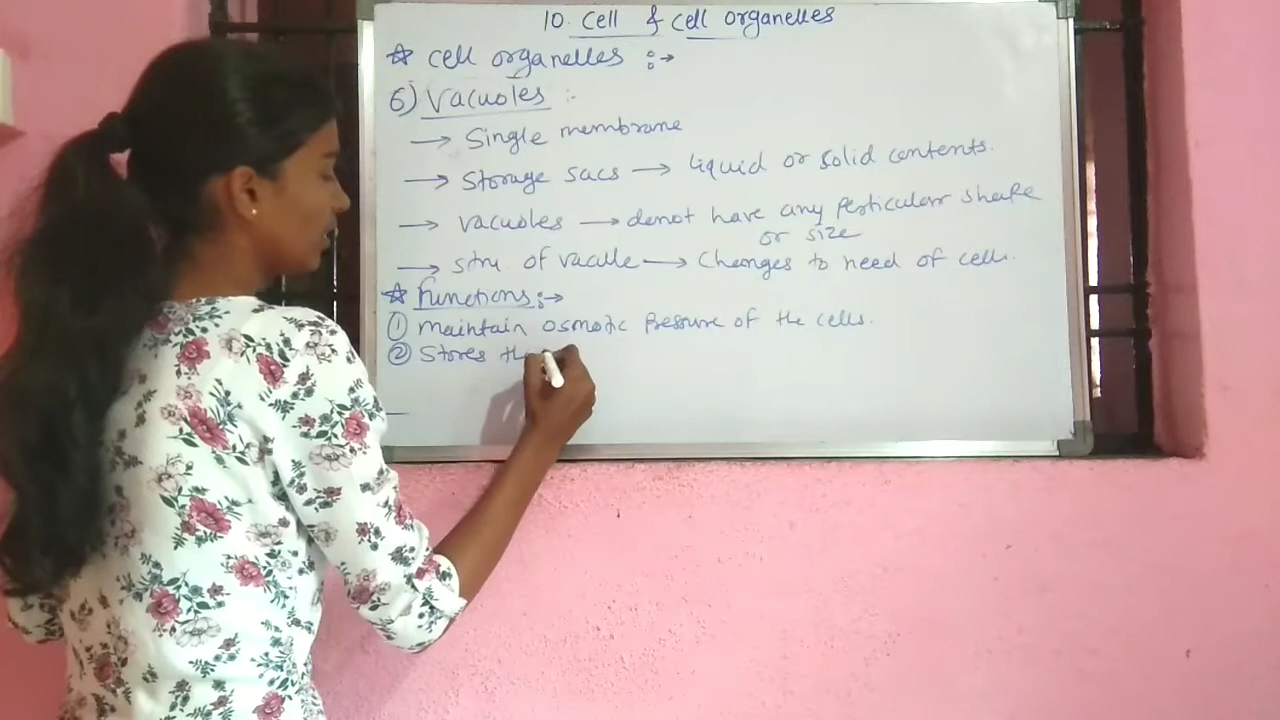 10. Cell & cell organelles
☆ cell organelles :→
6) Vacuoles :-
→ Single membrane
→ Storage sacs → liquid or solid contents.
→ vacuoles → donot have any perticular shape
or size
→ stru. of vacuole → Changes to need of cell.
☆ Functions :→
① maintain osmotic Pressure of the cells.
② Stores the